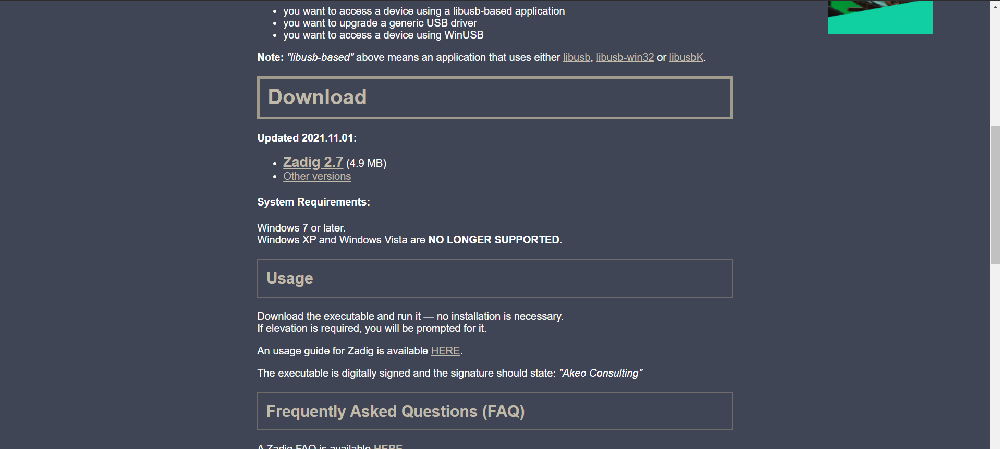 you want to access a device using a libusb-based application
you want to upgrade a generic USB driver
you want to access a device using WinUSB
Note: "libusb-based" above means an application that uses either libusb, libusb-win32 or libusbK.
Download
Updated 2021.11.01:
Zadig 2.7 (4.9 MB)
Other versions
System Requirements:
Windows 7 or later.
Windows XP and Windows Vista are NO LONGER SUPPORTED.
Usage
Download the executable and run it — no installation is necessary.
If elevation is required, you will be prompted for it.
An usage guide for Zadig is available HERE.
The executable is digitally signed and the signature should state: "Akeo Consulting"
Frequently Asked Questions (FAQ)
A Zadig FAQ is available HERE